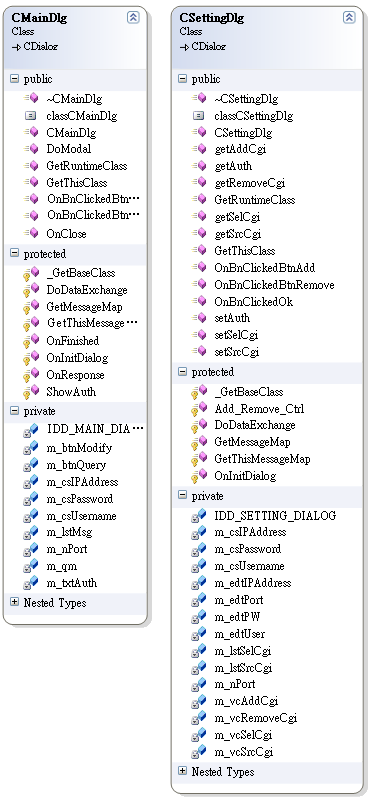 CMainDlg
Class
CDialog
public
~CMainDlg
classCMainDlg
CMainDlg
DoModal
GetRuntimeClass
GetThisClass
OnBnClickedBtn…
OnBnClickedBtn…
OnClose
protected
_GetBaseClass
DoDataExchange
GetMessageMap
GetThisMessage…
OnFinished
OnInitDialog
OnResponse
ShowAuth
private
IDD_MAIN_DIA…
m_btnModify
m_btnQuery
m_csIPAddress
m_csPassword
m_csUsername
m_lstMsg
m_nPort
m_qm
m_txtAuth
Nested Types
CSettingDlg
Class
CDialog
public
~CSettingDlg
classCSettingDlg
CSettingDlg
getAddCgi
getAuth
getRemoveCgi
GetRuntimeClass
getSelCgi
getSrcCgi
GetThisClass
OnBnClickedBtnAdd
OnBnClickedBtnRemove
OnBnClickedOk
setAuth
setSelCgi
setSrcCgi
protected
_GetBaseClass
Add_Remove_Ctrl
DoDataExchange
GetMessageMap
GetThisMessageMap
OnInitDialog
private
IDD_SETTING_DIALOG
m_csIPAddress
m_csPassword
m_csUsername
m_edtIPAddress
m_edtPort
m_edtPW
m_edtUser
m_lstSelCgi
m_lstSrcCgi
m_nPort
m_vcAddCgi
m_vcRemoveCgi
m_vcSelCgi
m_vcSrcCgi
Nested Types